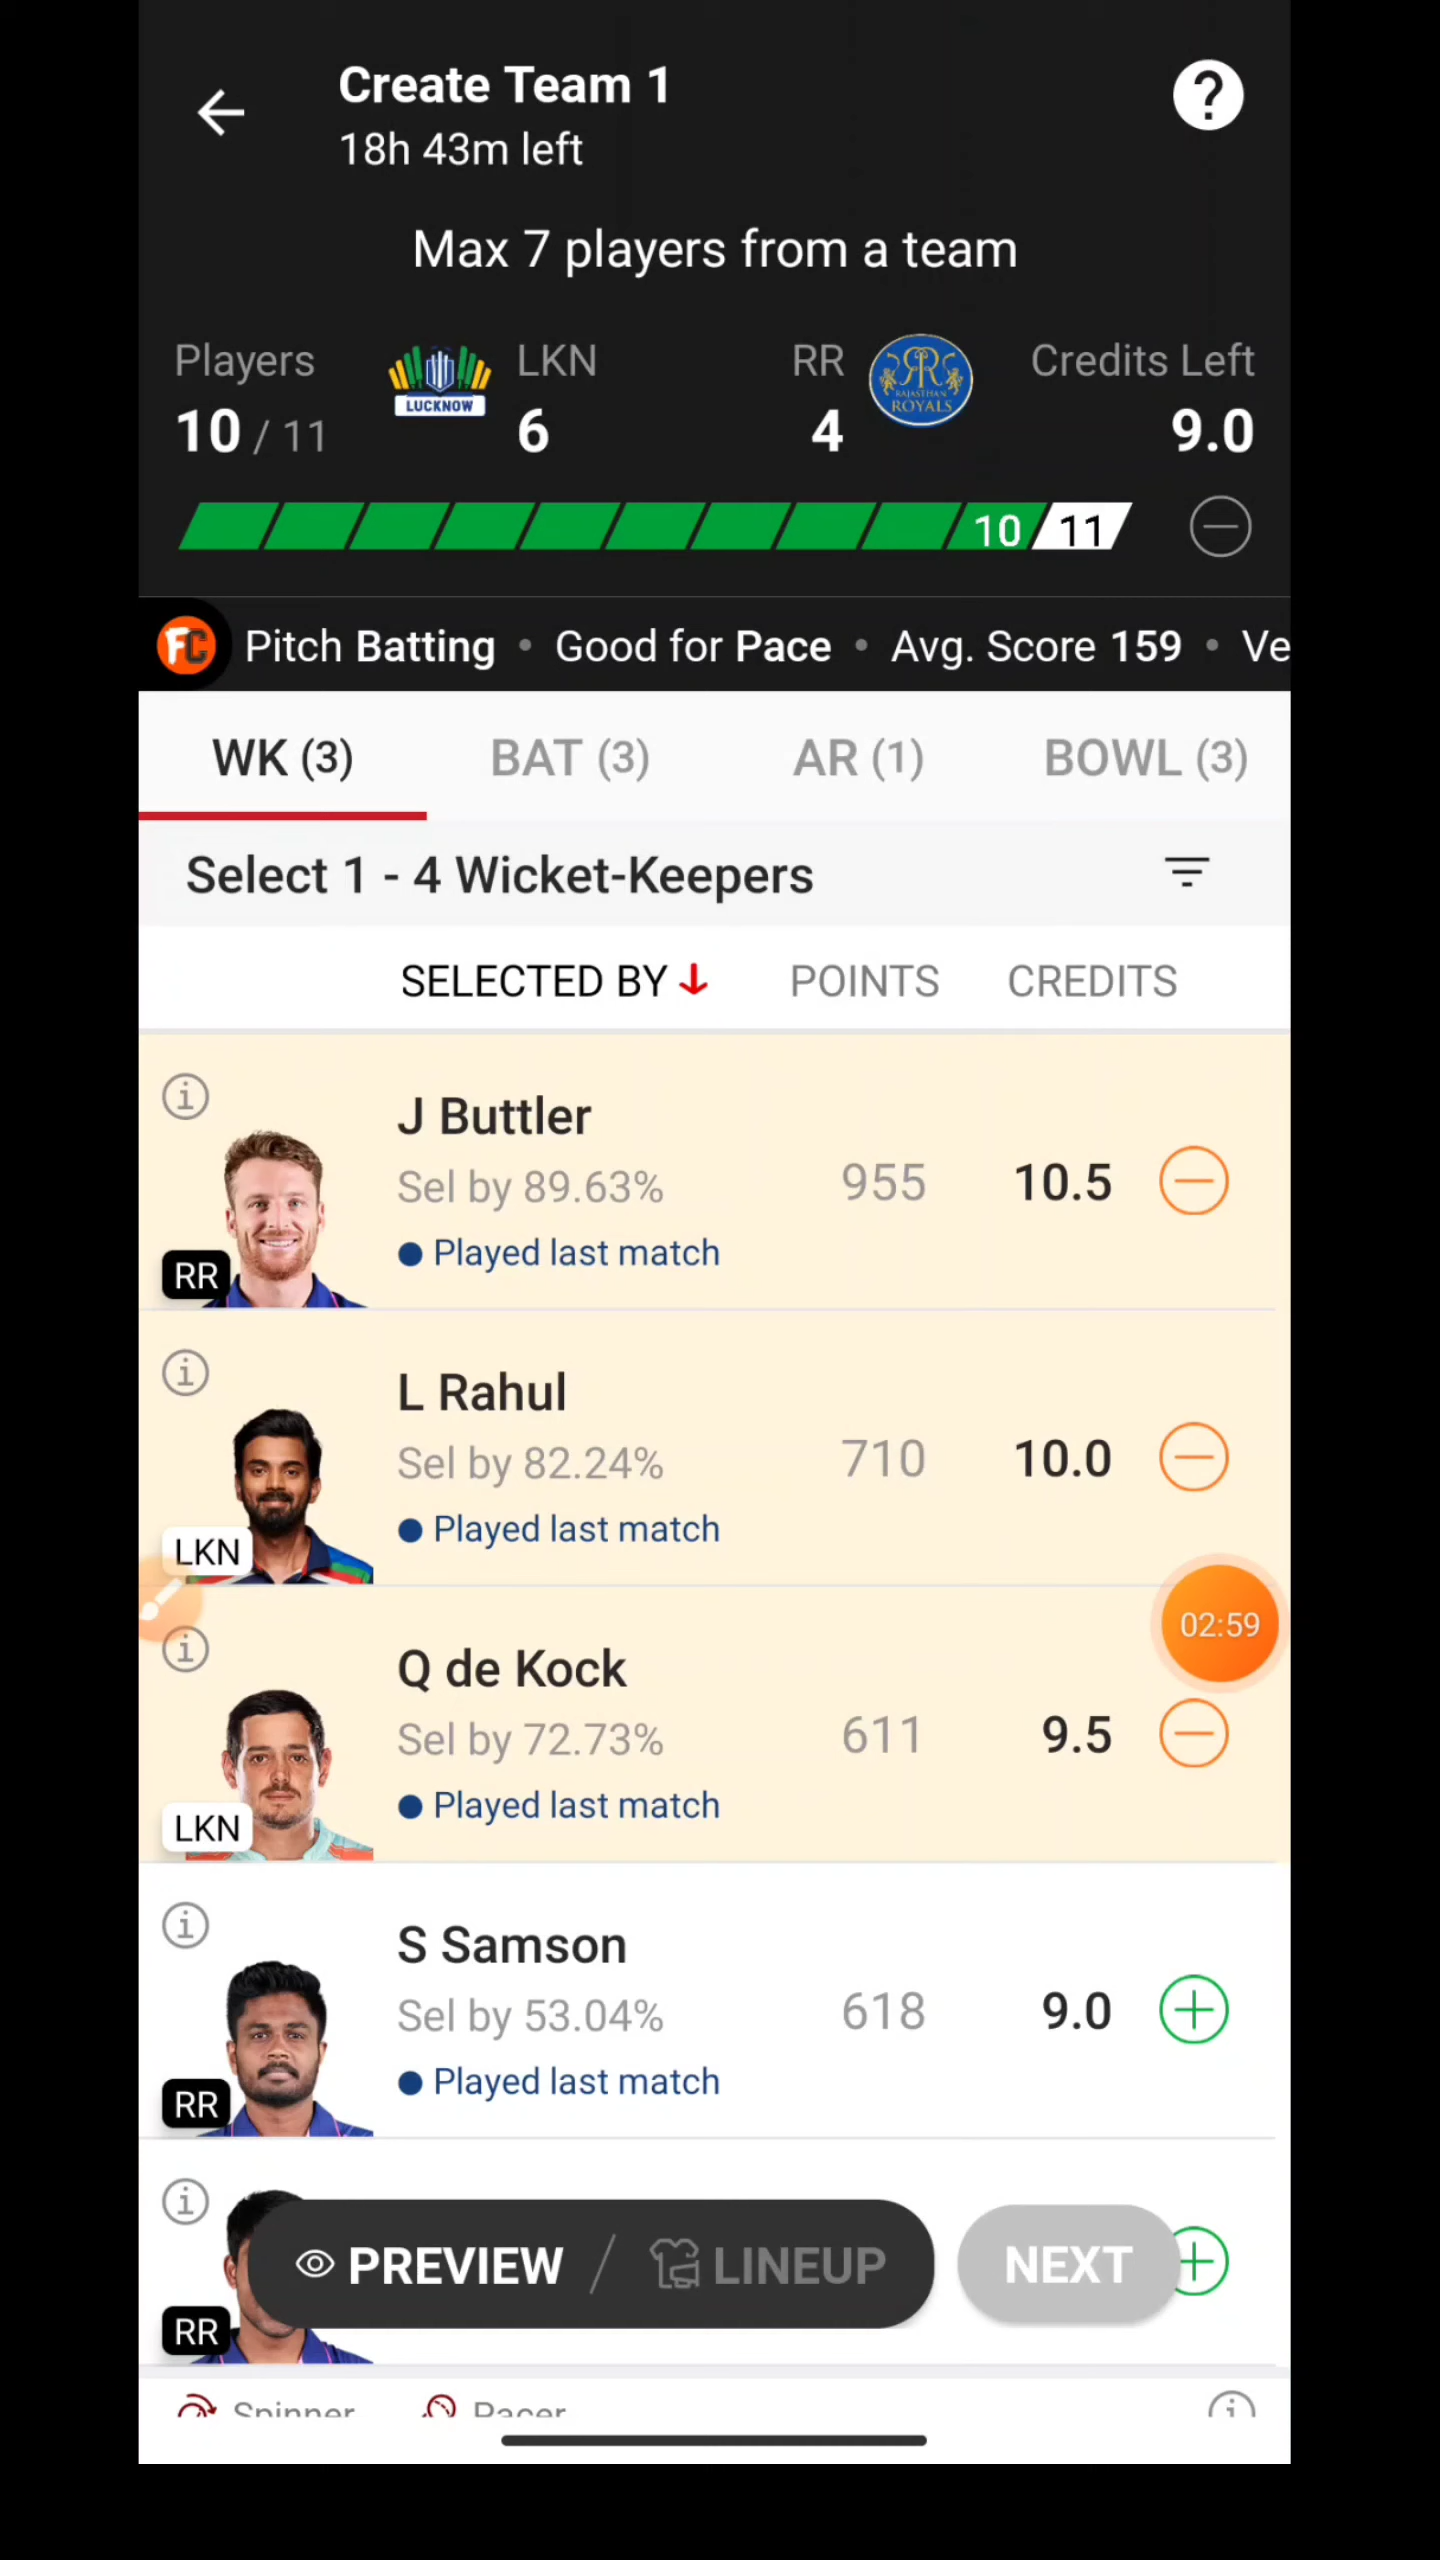 Create Team 1
18h 43m left
?
Max 7 players from a team
Players LKN RR Credits Left
10 / 11 6 4 9.0
LUCKNOW
RAJASTHAN
ROYALS
10 11
FC Pitch Batting • Good for Pace • Avg. Score 159 • Ve
WK (3) BAT (3) AR (1) BOWL (3)
Select 1 - 4 Wicket-Keepers
SELECTED BY POINTS CREDITS
J Buttler
Sel by 89.63% 955 10.5
Played last match
RR
L Rahul
Sel by 82.24% 710 10.0
Played last match
LKN
02:59
Q de Kock
Sel by 72.73% 611 9.5
Played last match
LKN
S Samson
Sel by 53.04% 618 9.0
Played last match
RR
PREVIEW / LINEUP NEXT
RR
Spinner Pacer